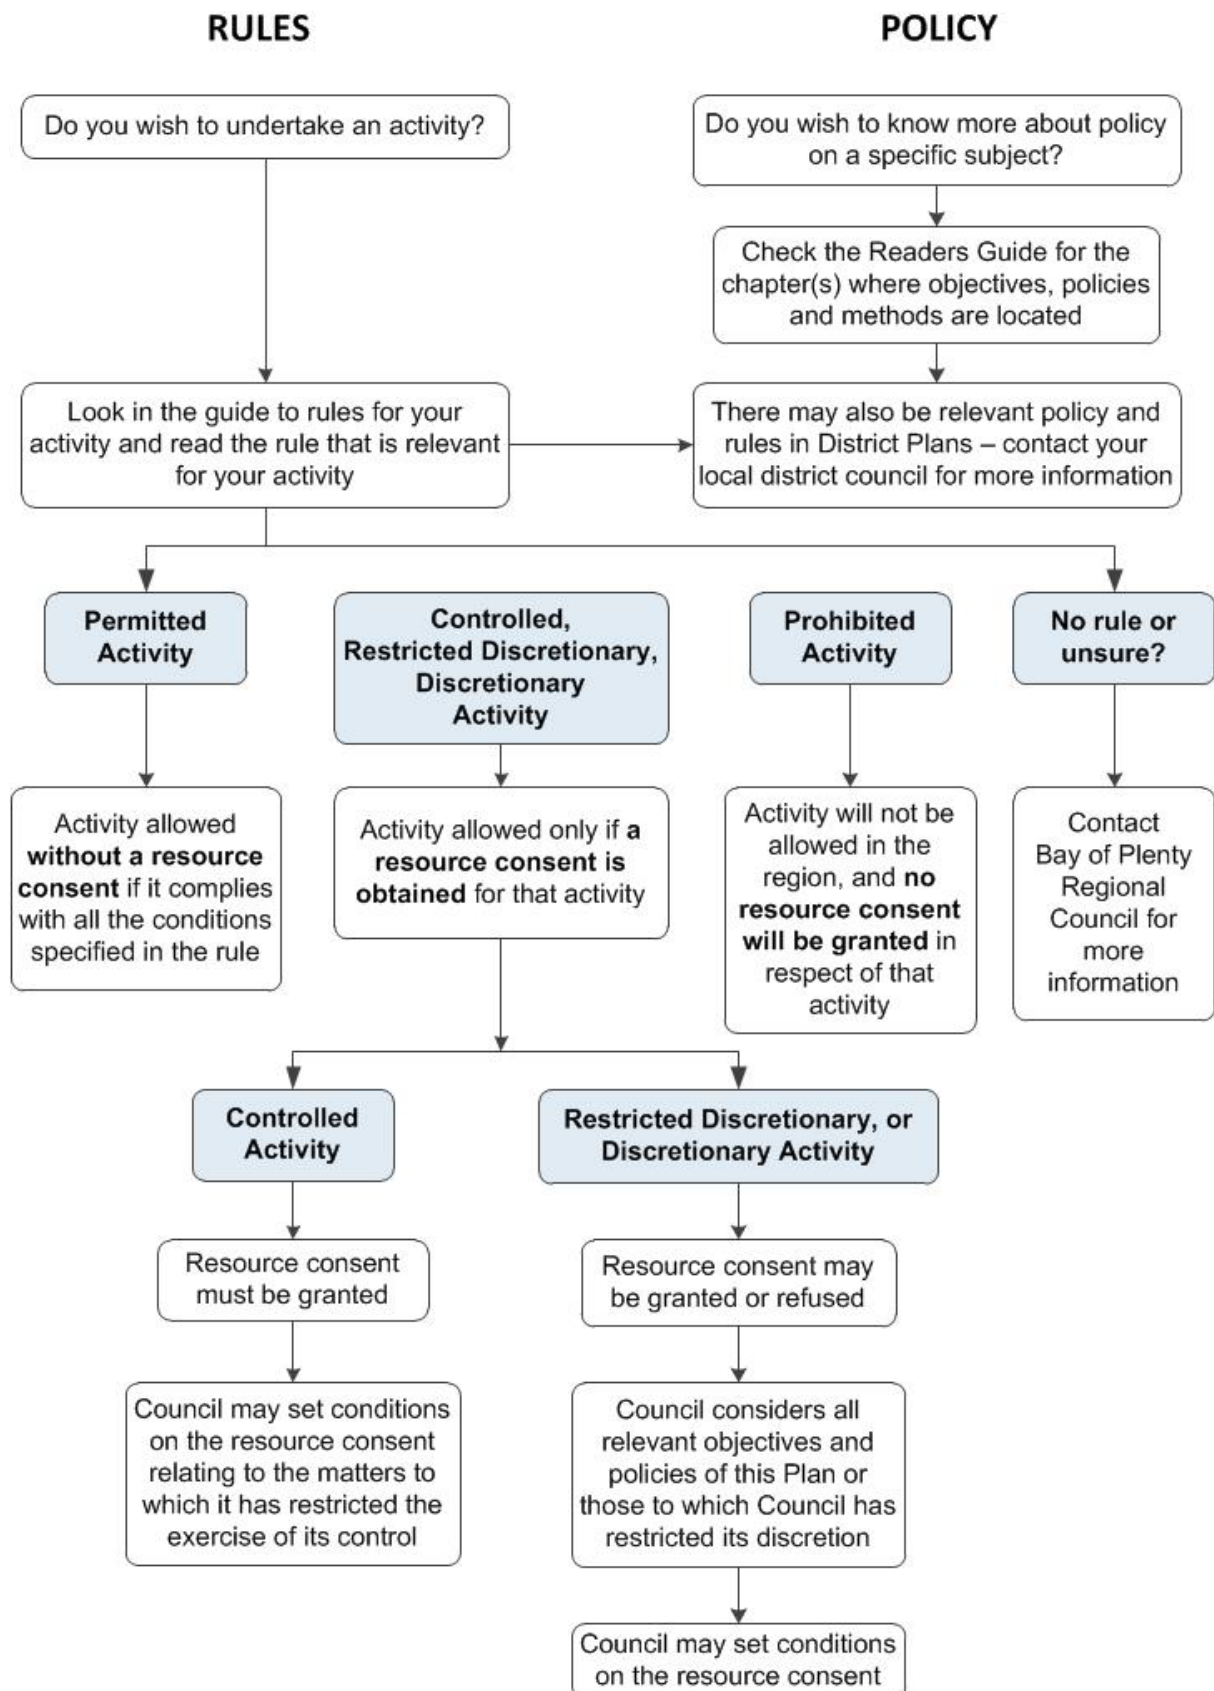 RULES
POLICY
Do you wish to undertake an activity?
Do you wish to know more about policy
on a specific subject?
Check the Readers Guide for the
chapter(s) where objectives, policies
and methods are located
Look in the guide to rules for your
activity and read the rule that is relevant
for your activity
There may also be relevant policy and
rules in District Plans – contact your
local district council for more information
Permitted
Activity
Controlled,
Restricted Discretionary,
Discretionary
Activity
Prohibited
Activity
No rule or
unsure?
Activity allowed
without a resource
consent if it complies
with all the conditions
specified in the rule
Activity allowed only if a
resource consent is
obtained for that activity
Activity will not be
allowed in the
region, and no
resource consent
will be granted in
respect of that
activity
Contact
Bay of Plenty
Regional
Council for
more
information
Controlled
Activity
Restricted Discretionary, or
Discretionary Activity
Resource consent
must be granted
Resource consent may
be granted or refused
Council may set conditions
on the resource consent
relating to the matters to
which it has restricted the
exercise of its control
Council considers all
relevant objectives and
policies of this Plan or
those to which Council has
restricted its discretion
Council may set conditions
on the resource consent